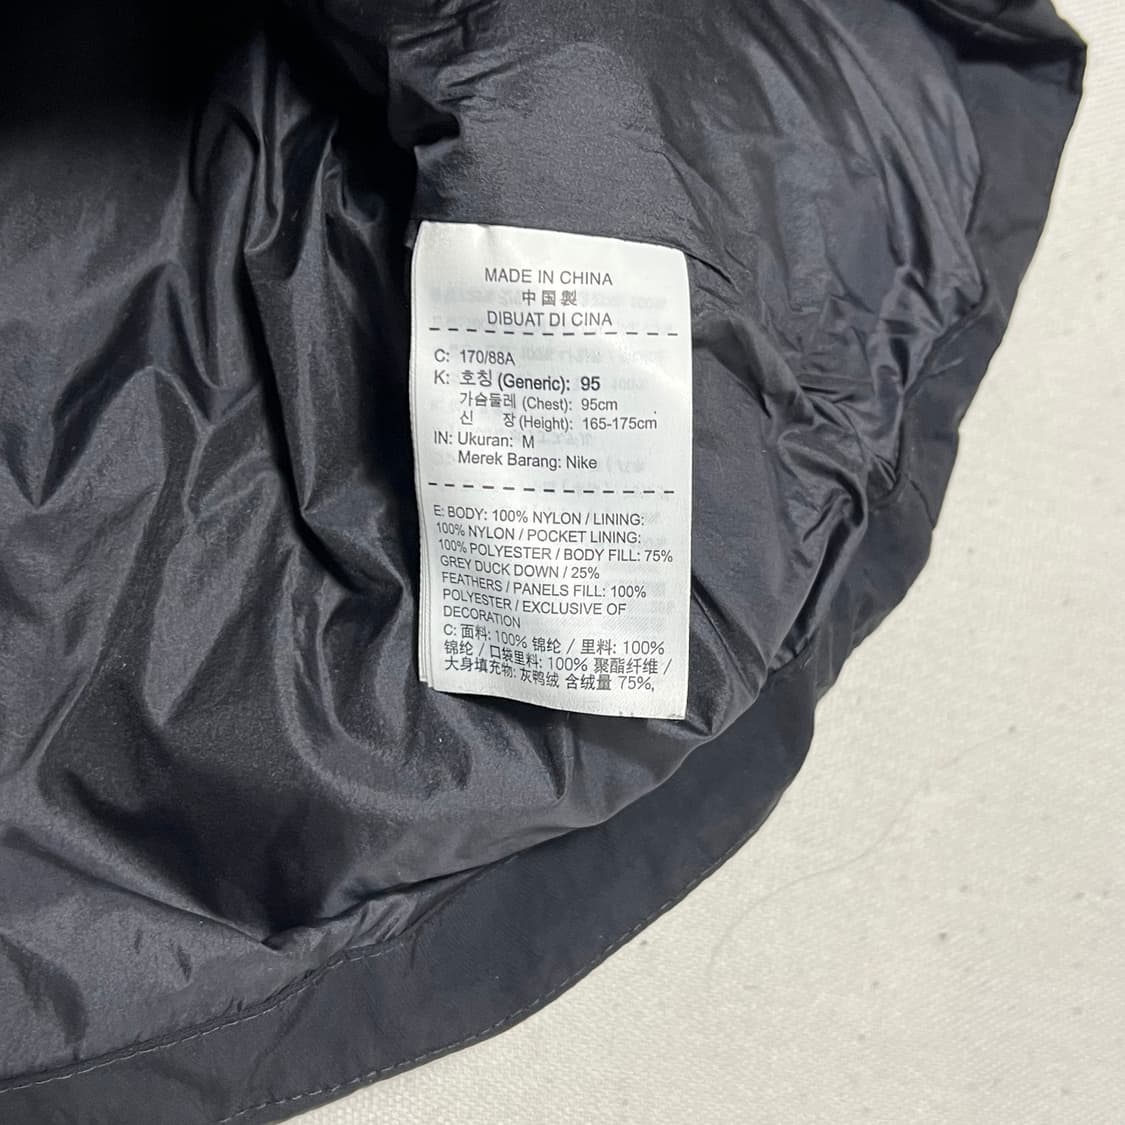 MADE IN CHINA
中国製
DIBUAT DI CINA
C: 170/88A
K: 호칭 (Generic): 95
가슴둘레 (Chest): 95cm
신 장 (Height): 165-175cm
IN: Ukuran: M
Merek Barang: Nike
E: BODY: 100% NYLON / LINING:
100% NYLON / POCKET LINING:
100% POLYESTER / BODY FILL: 75%
GREY DUCK DOWN / 25%
FEATHERS / PANELS FILL: 100%
POLYESTER / EXCLUSIVE OF
DECORATION
C: 面料: 100% 锦纶 / 里料: 100%
锦纶 / 口袋里料: 100% 聚酯纤维 /
大身填充物: 灰鸭绒 含绒量 75%,